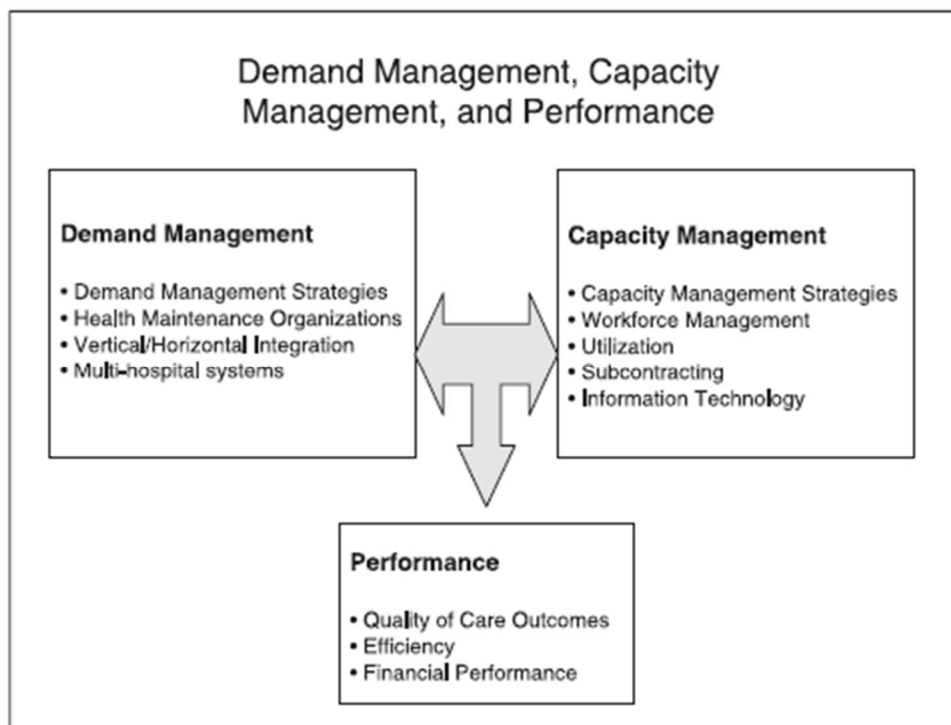 Demand Management, Capacity
Management, and Performance
Demand Management
• Demand Management Strategies
• Health Maintenance Organizations
• Vertical/Horizontal Integration
• Multi-hospital systems
Capacity Management
• Capacity Management Strategies
• Workforce Management
• Utilization
• Subcontracting
• Information Technology
Performance
• Quality of Care Outcomes
• Efficiency
• Financial Performance